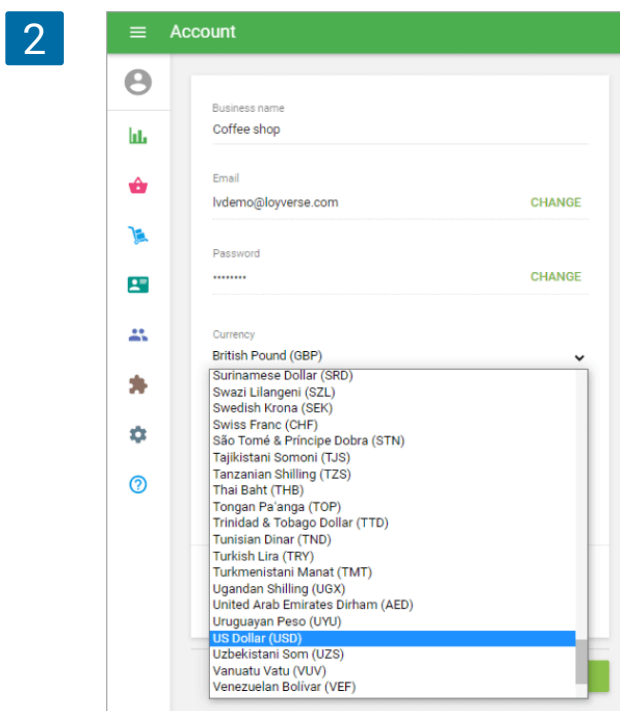 2
Account
Business name
Coffee shop
Email
lvdemo@loyverse.com CHANGE
Password
•••••••• CHANGE
Currency
British Pound (GBP)
Surinamese Dollar (SRD)
Swazi Lilangeni (SZL)
Swedish Krona (SEK)
Swiss Franc (CHF)
São Tomé & Príncipe Dobra (STN)
Tajikistani Somoni (TJS)
Tanzanian Shilling (TZS)
Thai Baht (THB)
Tongan Pa'anga (TOP)
Trinidad & Tobago Dollar (TTD)
Tunisian Dinar (TND)
Turkish Lira (TRY)
Turkmenistani Manat (TMT)
Ugandan Shilling (UGX)
United Arab Emirates Dirham (AED)
Uruguayan Peso (UYU)
US Dollar (USD)
Uzbekistani Som (UZS)
Vanuatu Vatu (VUV)
Venezuelan Bolívar (VEF)